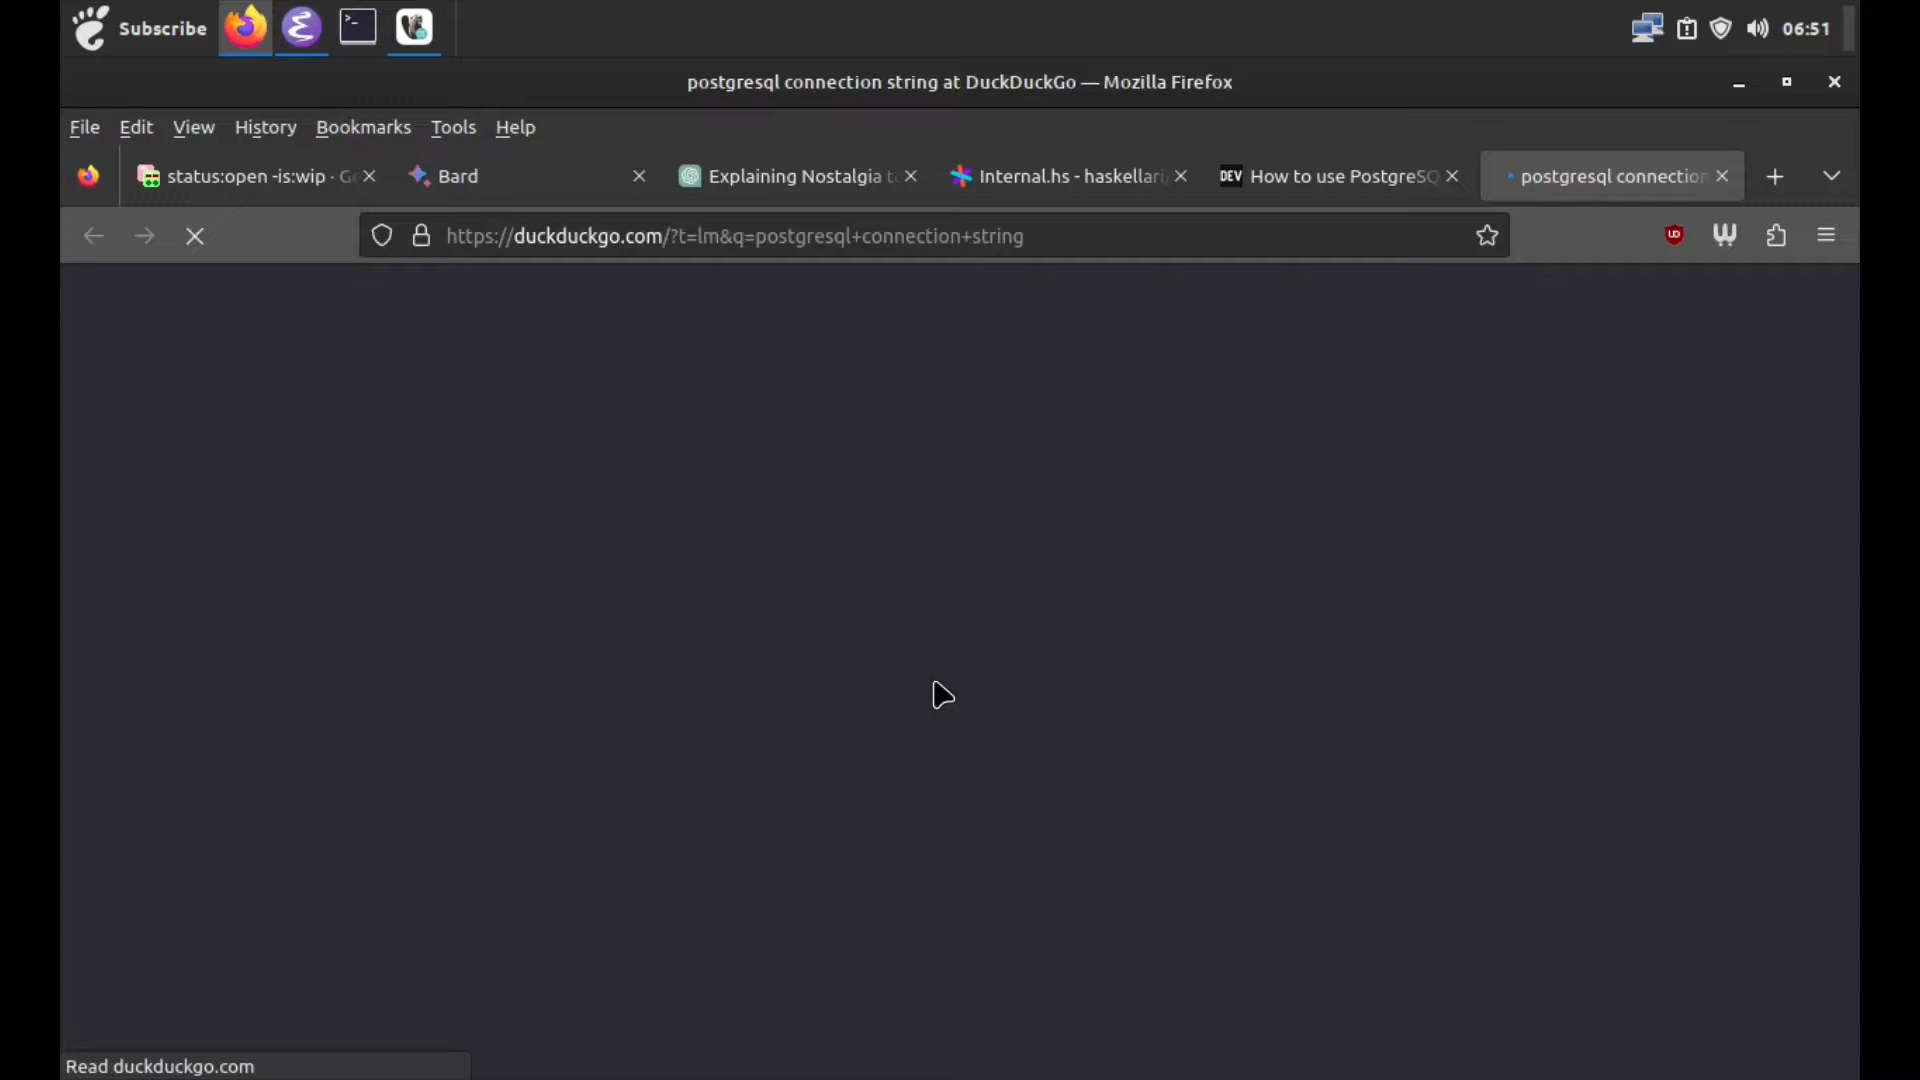 Subscribe
06:51
postgresql connection string at DuckDuckGo — Mozilla Firefox
File Edit View History Bookmarks Tools Help
status:open -is:wip · G
Bard
Explaining Nostalgia t
Internal.hs - haskellari
DEV How to use PostgreSQ
postgresql connection
https://duckduckgo.com/?t=lm&q=postgresql+connection+string
Read duckduckgo.com